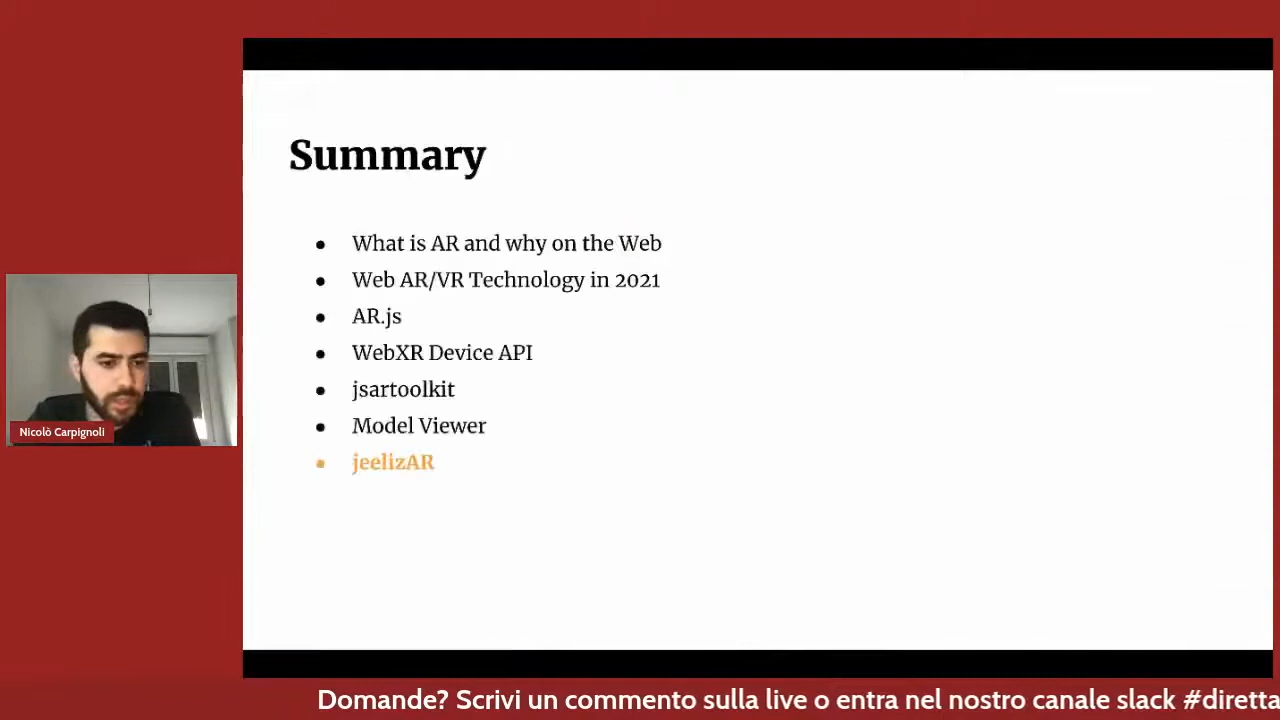 Summary
What is AR and why on the Web
Web AR/VR Technology in 2021
AR.js
WebXR Device API
jsartoolkit
Model Viewer
jeelizAR
Nicolò Carpignoli
Domande? Scrivi un commento sulla live o entra nel nostro canale slack #diretta